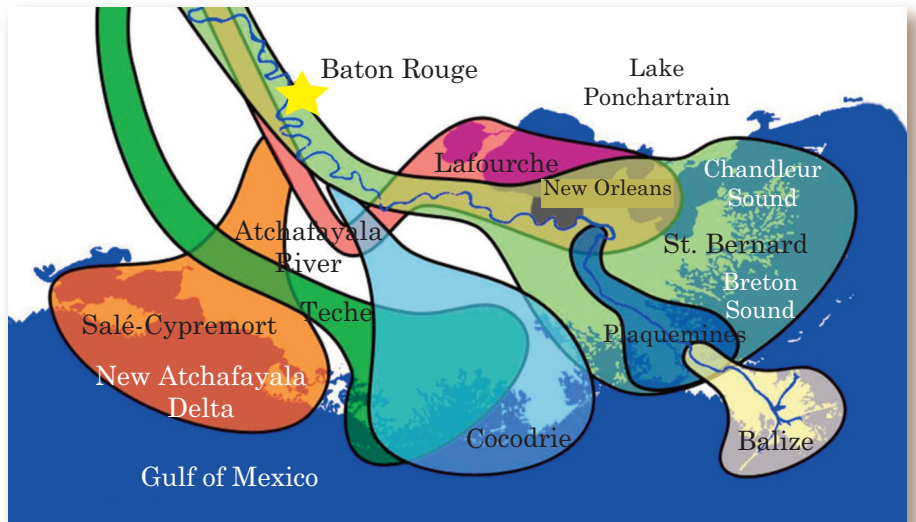 Baton Rouge
Lake
Ponchartrain
Lafourche
New Orleans
Chandleur
Sound
Atchafayala
River
St. Bernard
Breton
Sound
Teche
Salé-Cypremort
Plaquemines
New Atchafayala
Delta
Cocodrie
Balize
Gulf of Mexico